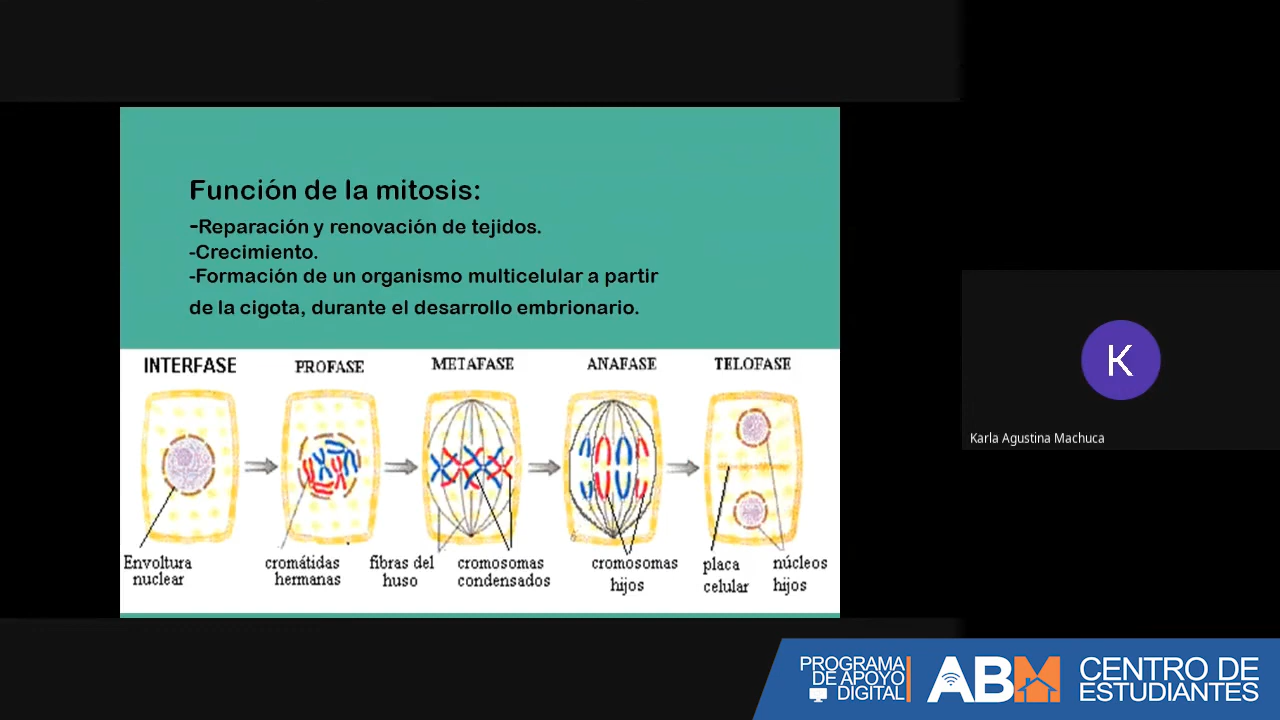 Función de la mitosis:
-Reparación y renovación de tejidos.
-Crecimiento.
-Formación de un organismo multicelular a partir
de la cigota, durante el desarrollo embrionario.
INTERFASE
PROFASE
METAFASE
ANAFASE
TELOFASE
Envoltura
nuclear
cromátidas
hermanas
fibras del
huso
cromosomas
condensados
cromosomas
hijos
placa
celular
núcleos
hijos
K
Karla Agustina Machuca
PROGRAMA
DE APOYO
DIGITAL
ABM
CENTRO DE
ESTUDIANTES